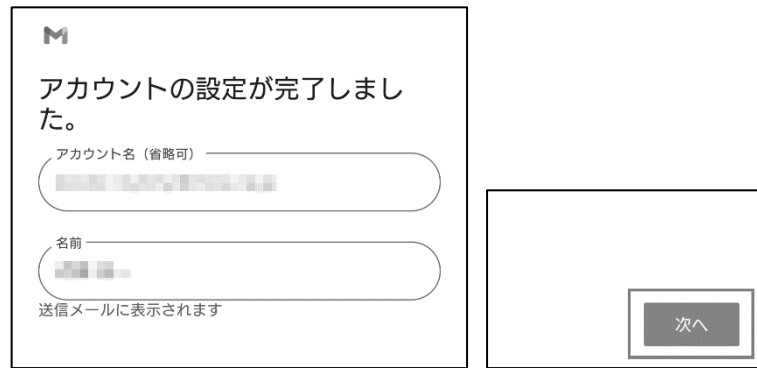 アカウントの設定が完了しまし
た。
アカウント名（省略可）
名前
送信メールに表示されます
次へ